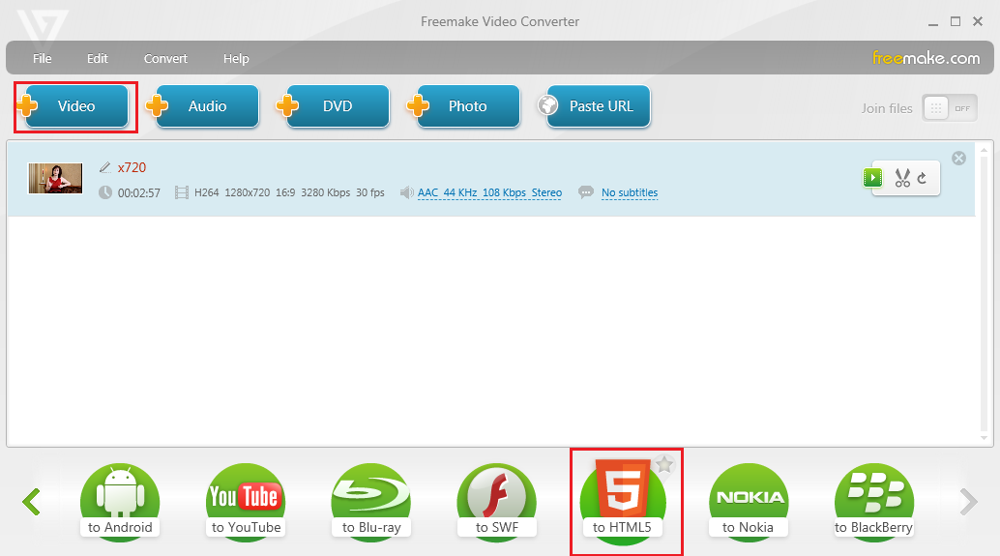 Freemake Video Converter
File Edit Convert Help
freemake.com
Video Audio DVD Photo Paste URL
Join files OFF
x720
00:02:57 H264 1280x720 16:9 3280 Kbps 30 fps AAC 44 KHz 108 Kbps Stereo No subtitles
You Tube
5
NOKIA
to Android to YouTube to Blu-ray to SWF to HTML5 to Nokia to BlackBerry